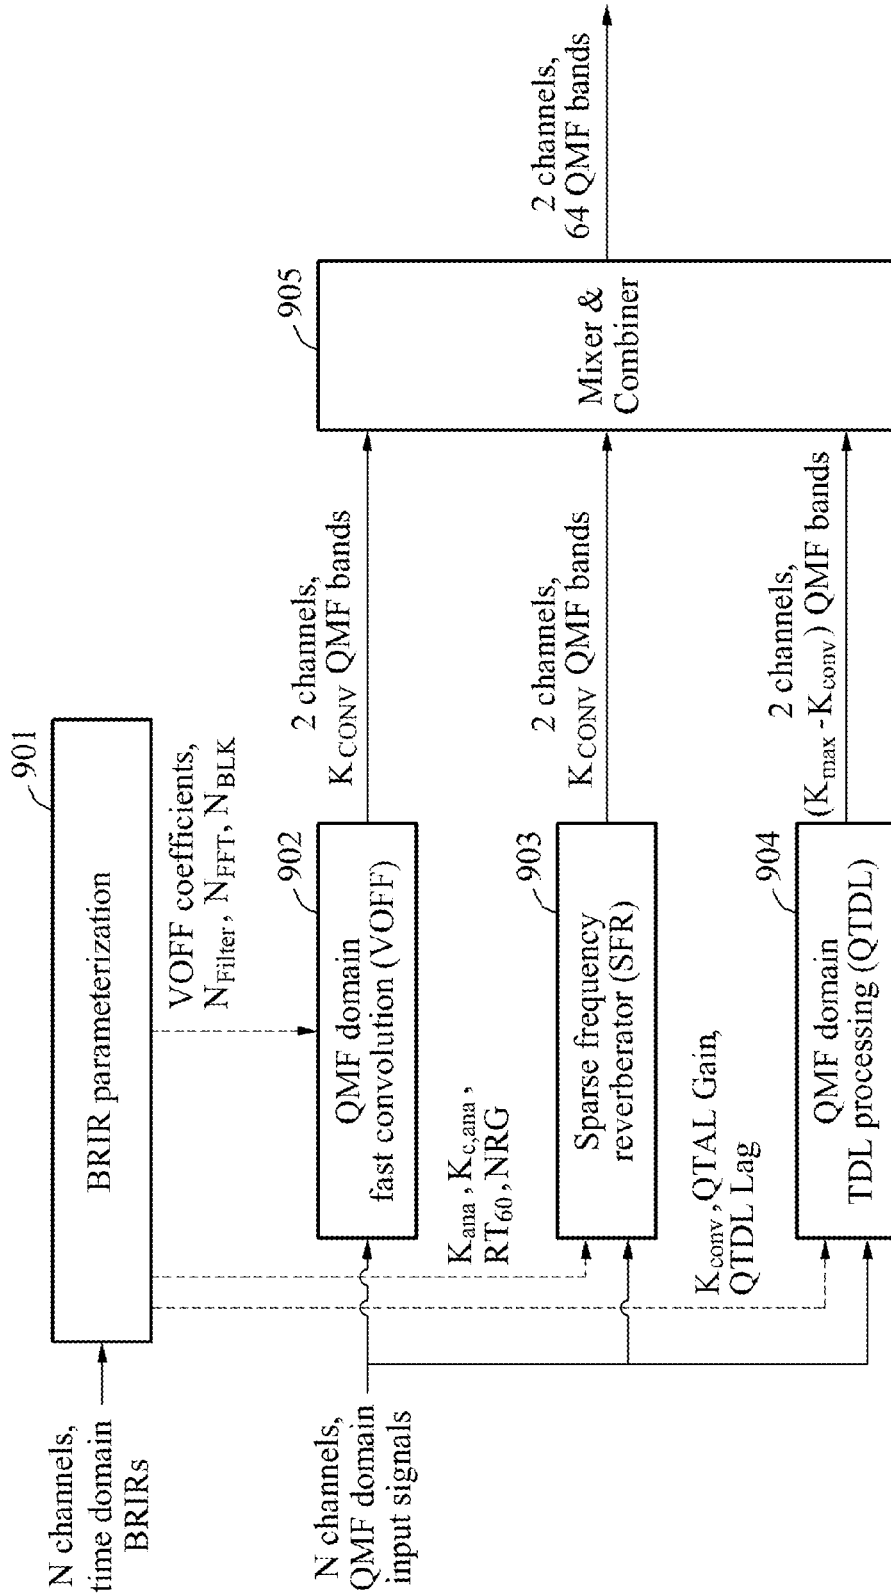 N channels,
time domain
BRIRs
BRIR parameterization
901
VOFF coefficients,
N_Filter, N_FFT, N_BLK
N channels,
QMF domain
input signals
QMF domain
fast convolution (VOFF)
902
2 channels,
K_CONV QMF bands
K_ana, K_c,ana,
RT_60, NRG
Sparse frequency
reverberator (SFR)
903
2 channels,
K_CONV QMF bands
K_conv, QTAL Gain,
QTDL Lag
QMF domain
TDL processing (QTDL)
904
2 channels,
(K_max -K_conv) QMF bands
Mixer &
Combiner
905
2 channels,
64 QMF bands